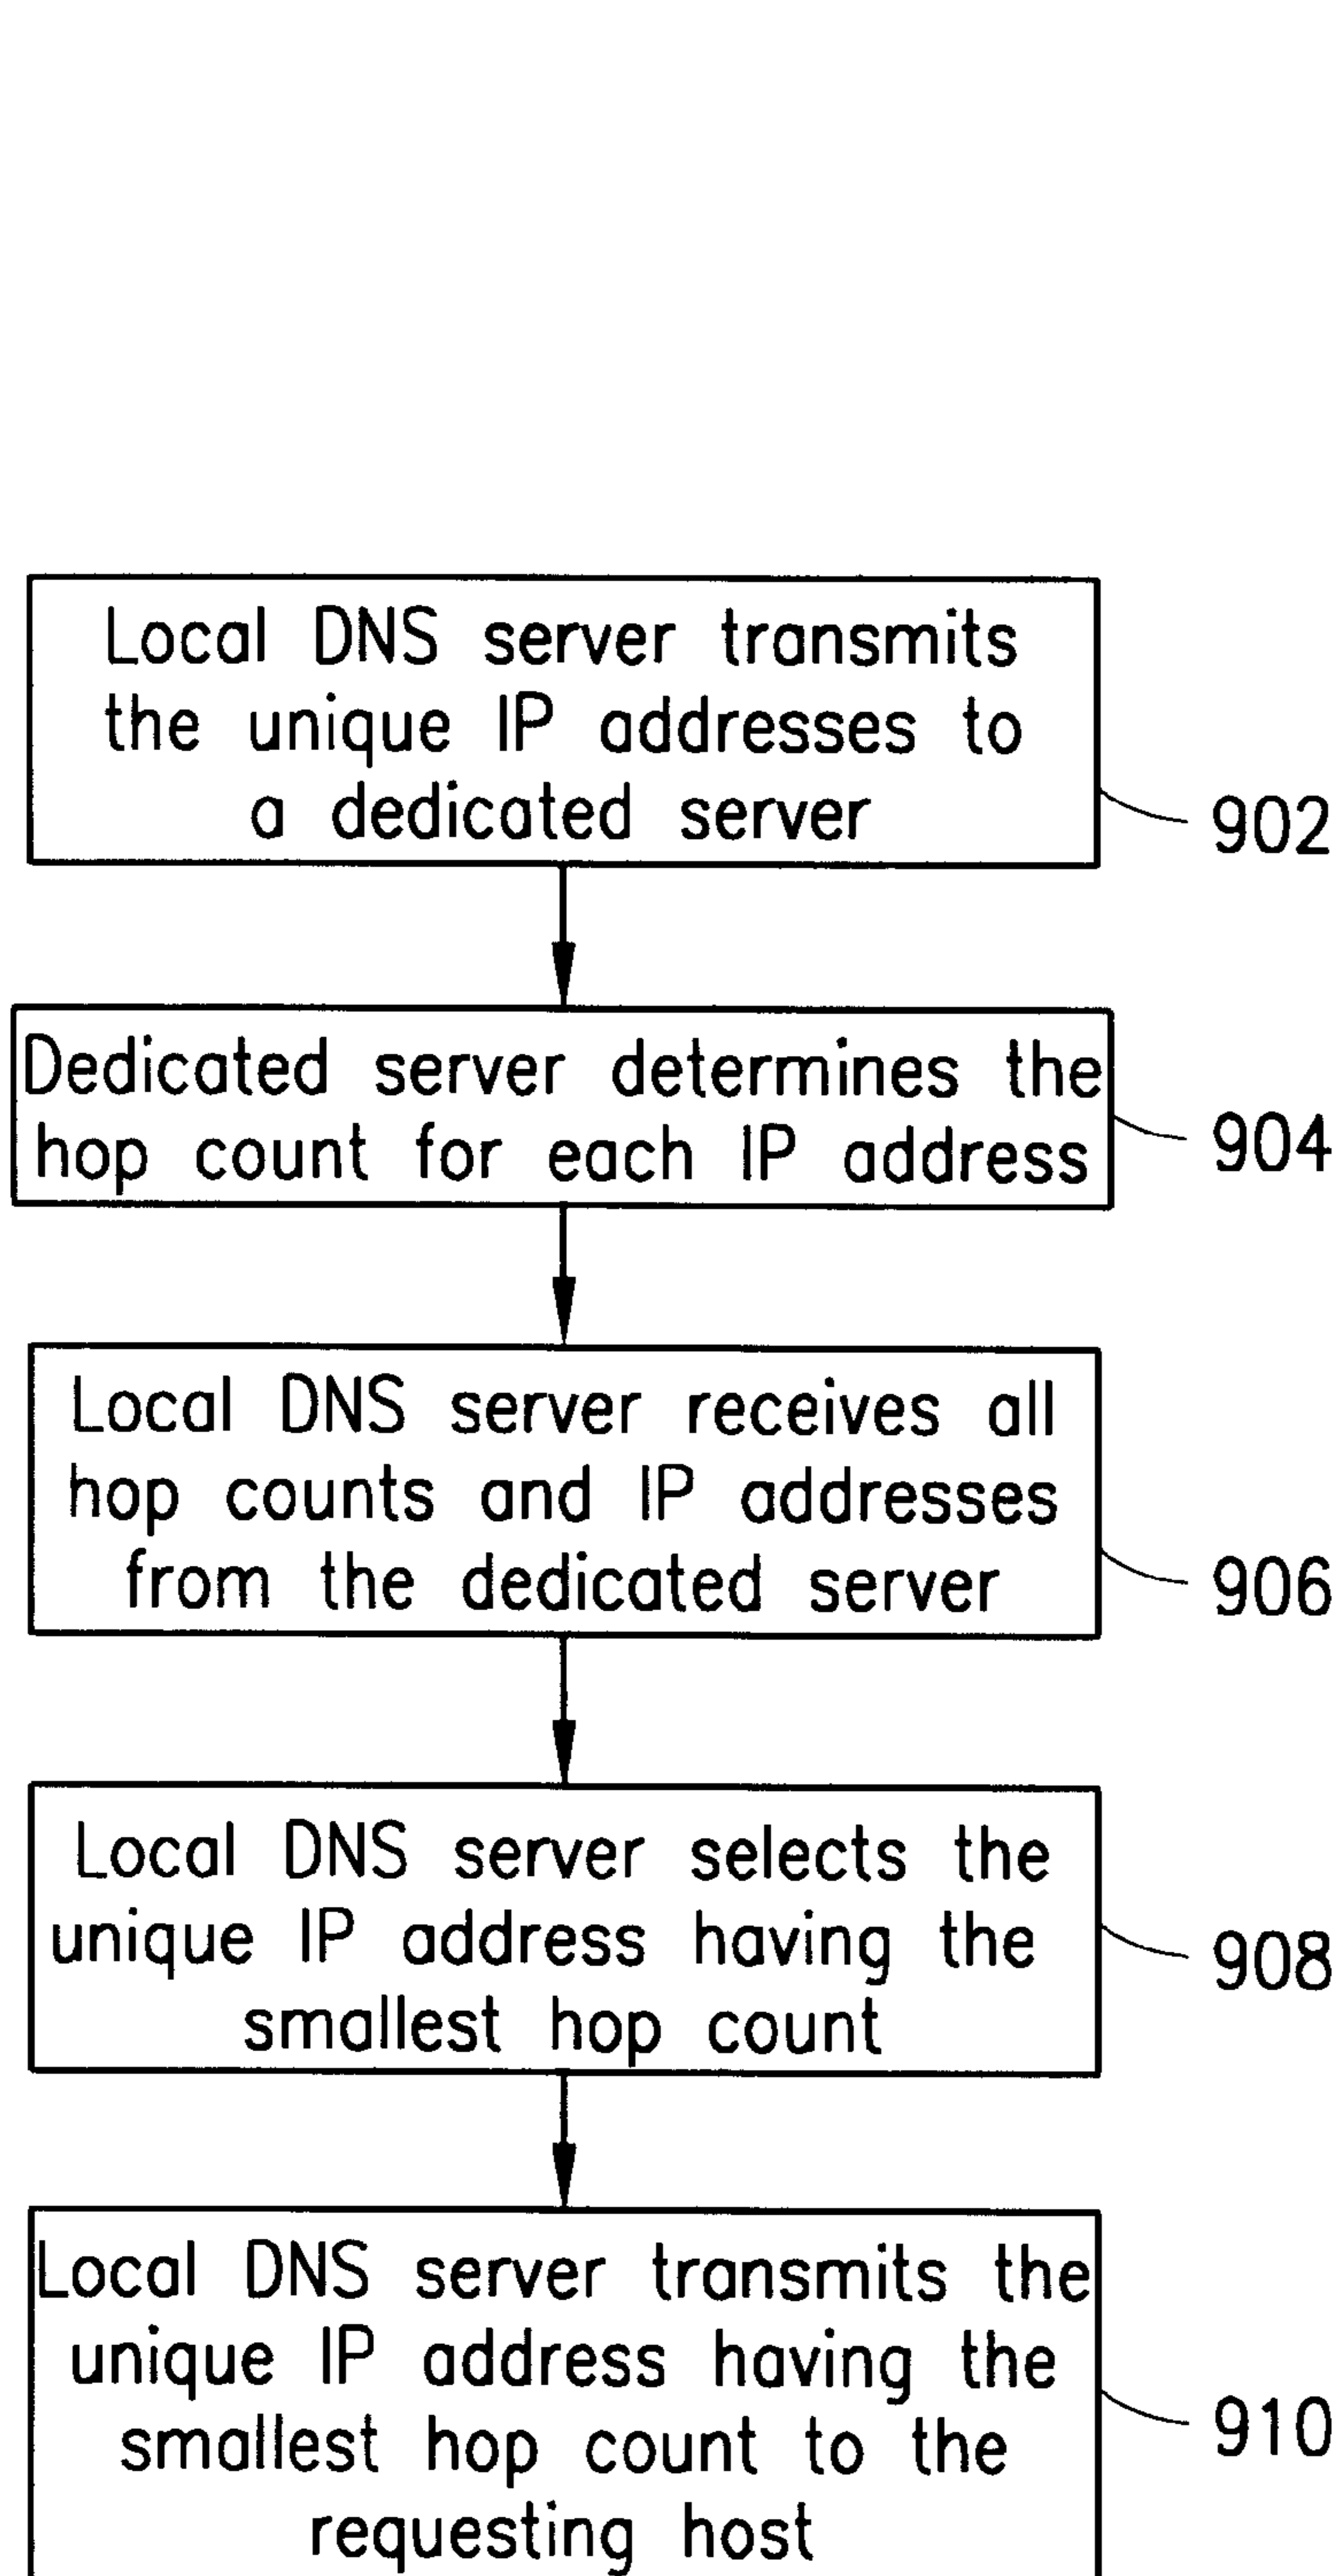 Local DNS server transmits
the unique IP addresses to
a dedicated server
902
Dedicated server determines the
hop count for each IP address
904
Local DNS server receives all
hop counts and IP addresses
from the dedicated server
906
Local DNS server selects the
unique IP address having the
smallest hop count
908
Local DNS server transmits the
unique IP address having the
smallest hop count to the
requesting host
910